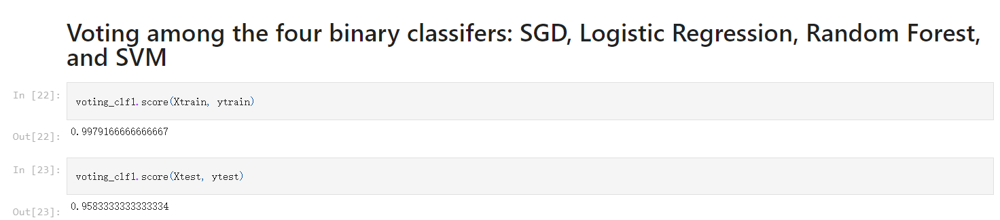 Voting among the four binary classifers: SGD, Logistic Regression, Random Forest,
and SVM
In [22]:
voting_clf1.score(Xtrain, ytrain)
Out[22]:
0.9979166666666667
In [23]:
voting_clf1.score(Xtest, ytest)
Out[23]:
0.9583333333333334